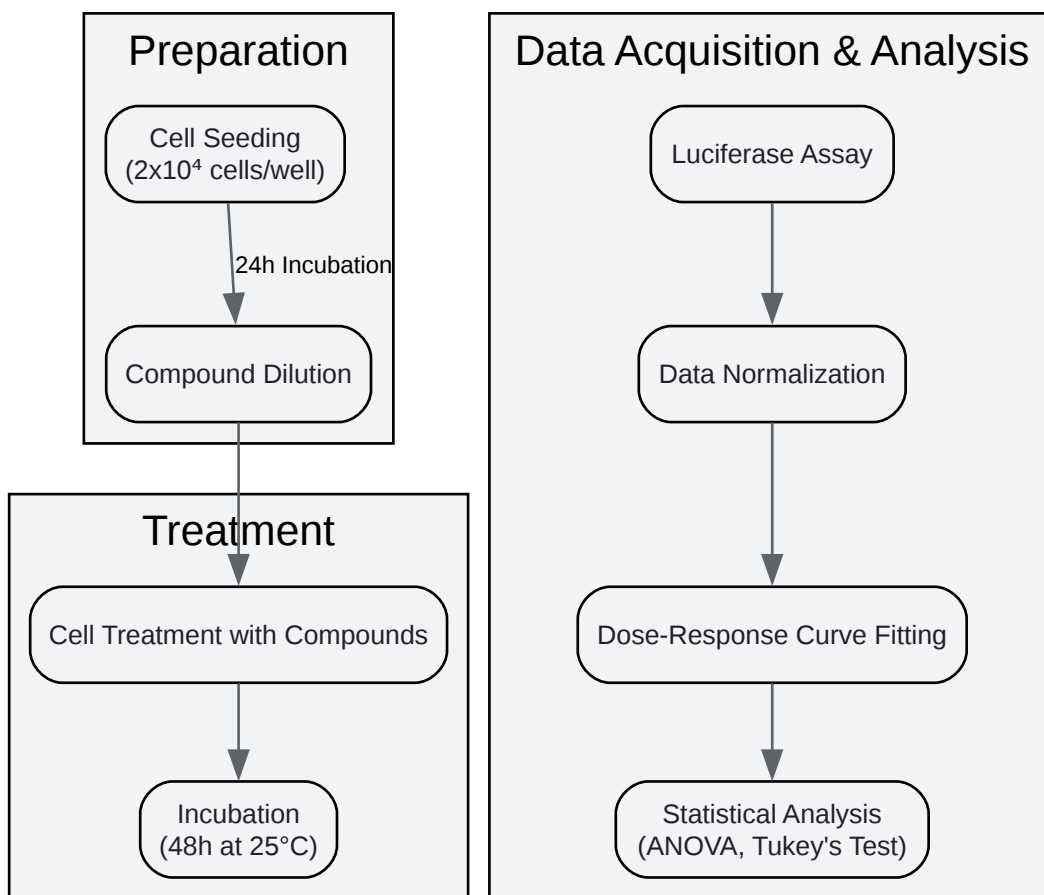 Preparation
Cell Seeding
(2x10⁴ cells/well)
24h Incubation
Compound Dilution
Treatment
Cell Treatment with Compounds
Incubation
(48h at 25°C)
Data Acquisition & Analysis
Luciferase Assay
Data Normalization
Dose-Response Curve Fitting
Statistical Analysis
(ANOVA, Tukey's Test)